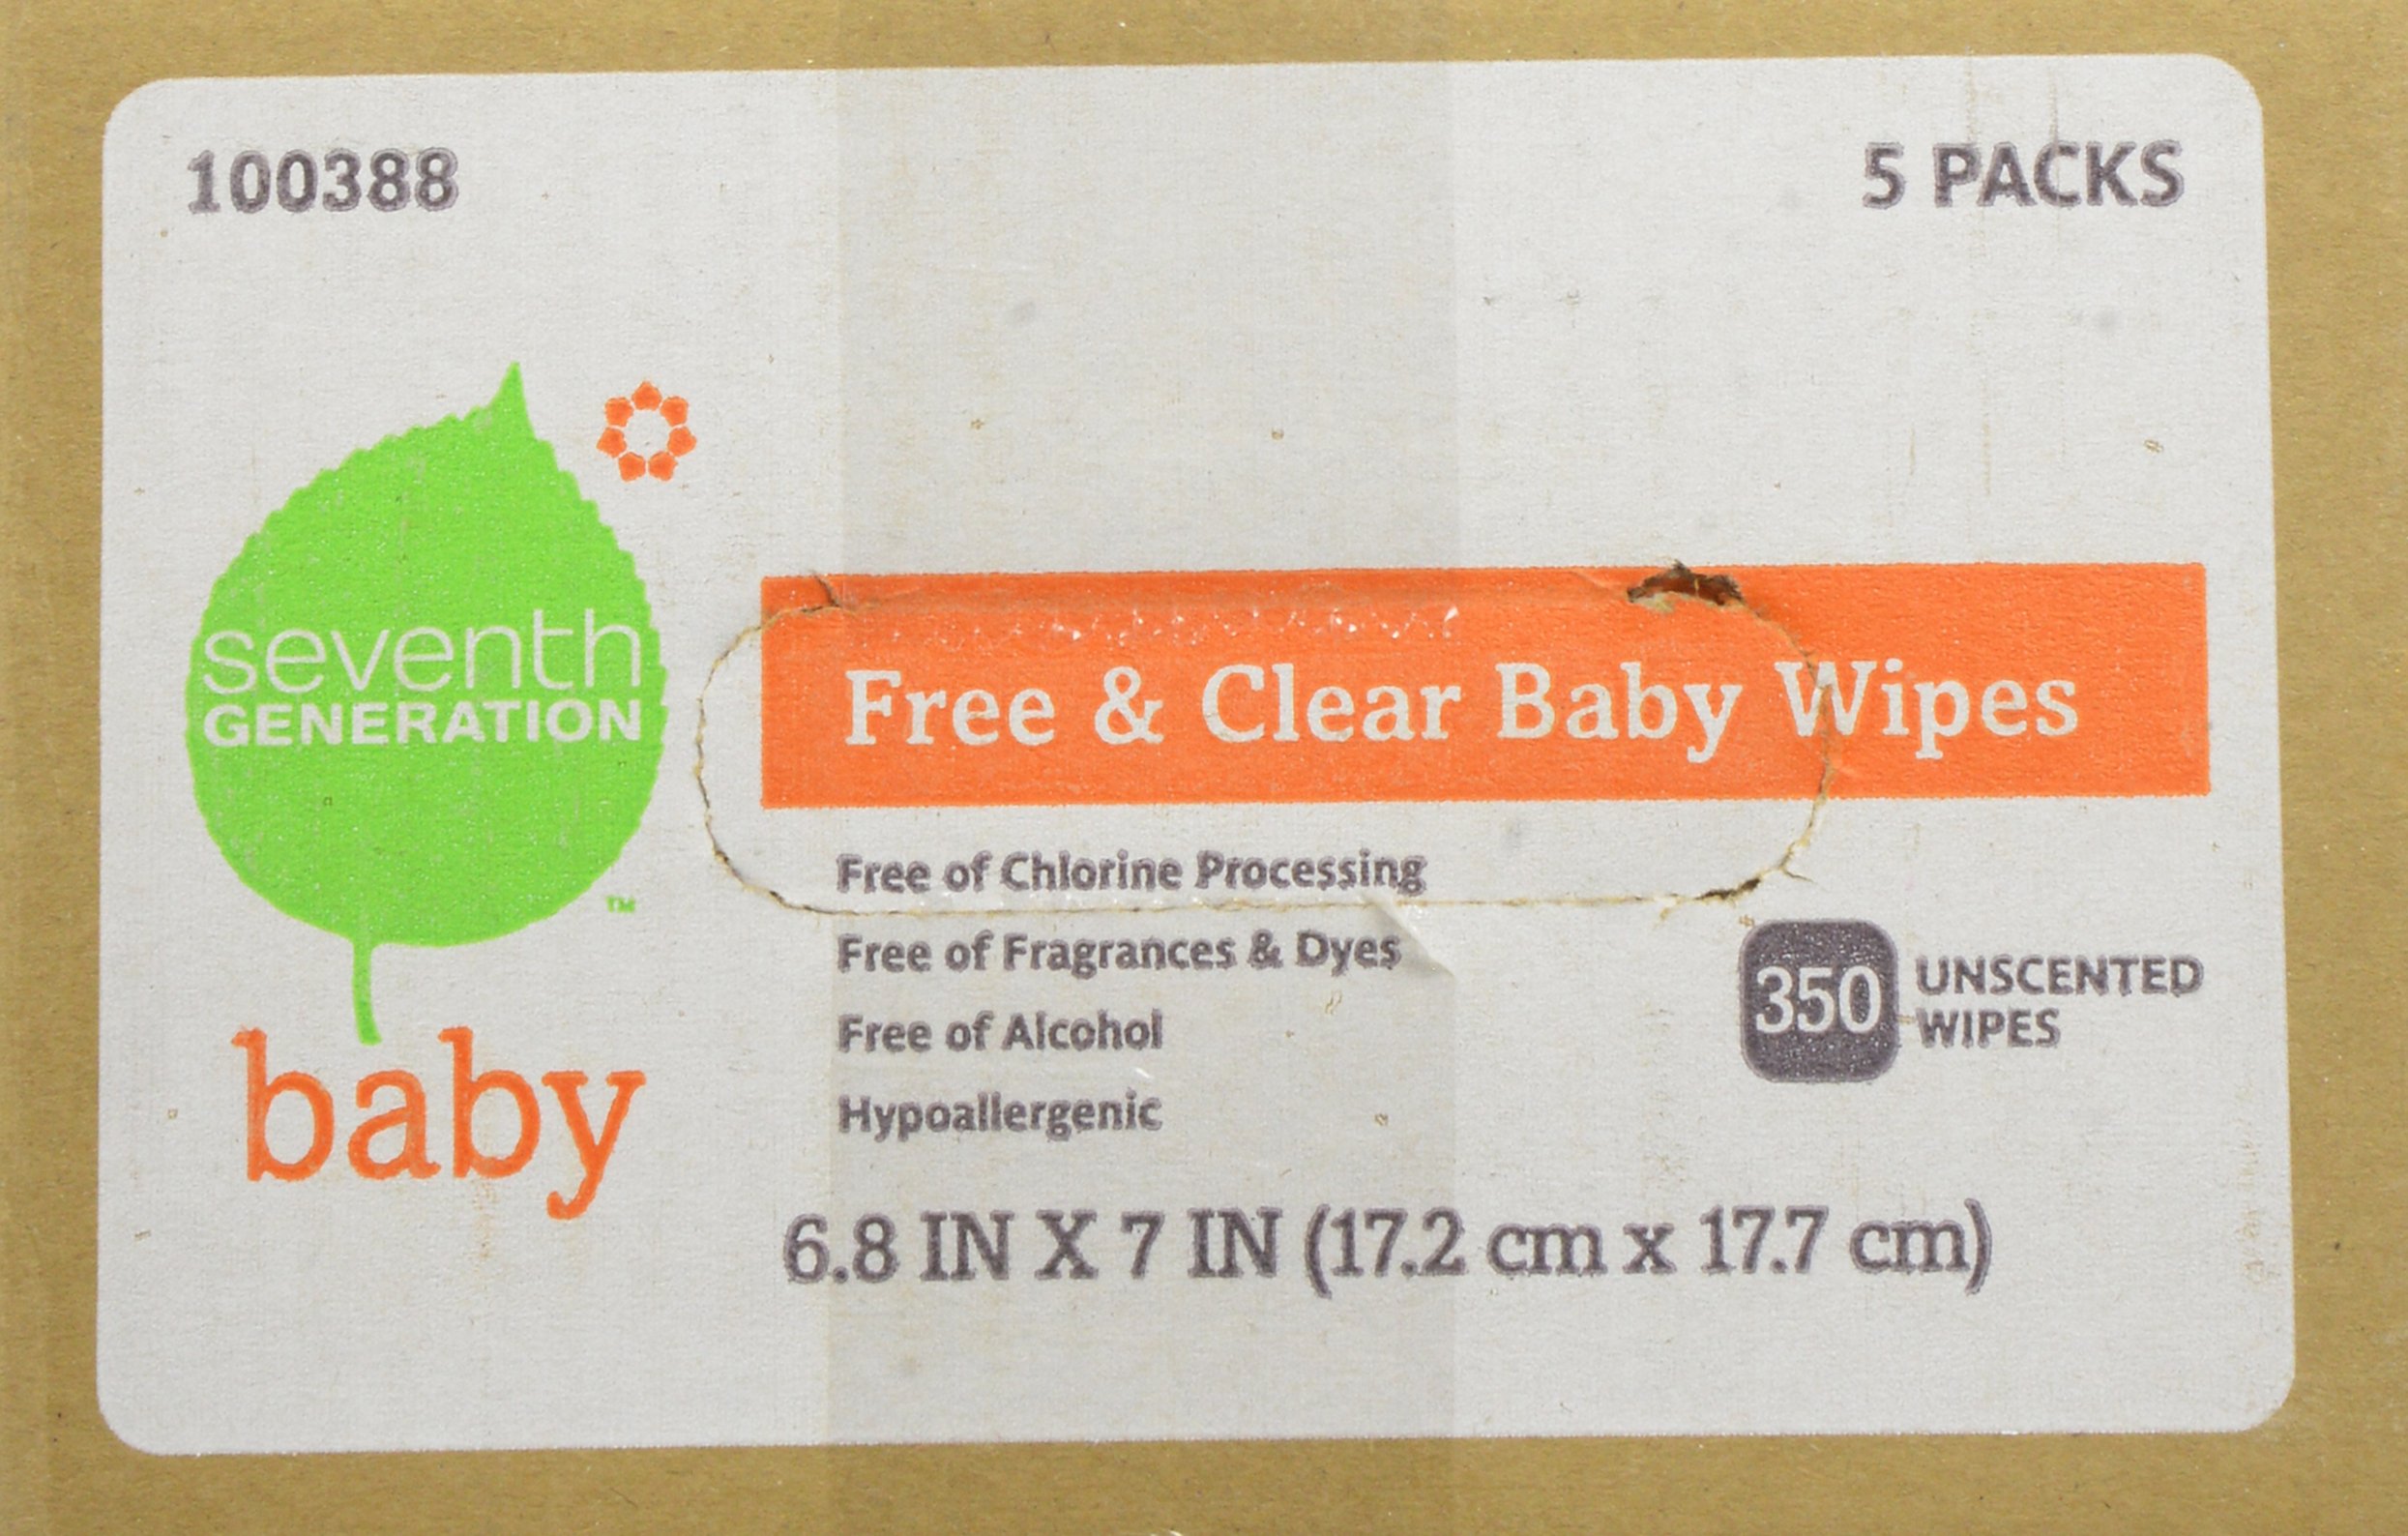 100388
5 PACKS
seventh
GENERATION
™
baby
Free & Clear Baby Wipes
Free of Chlorine Processing
Free of Fragrances & Dyes
Free of Alcohol
Hypoallergenic
350 UNSCENTED
WIPES
6.8 IN X 7 IN (17.2 cm x 17.7 cm)